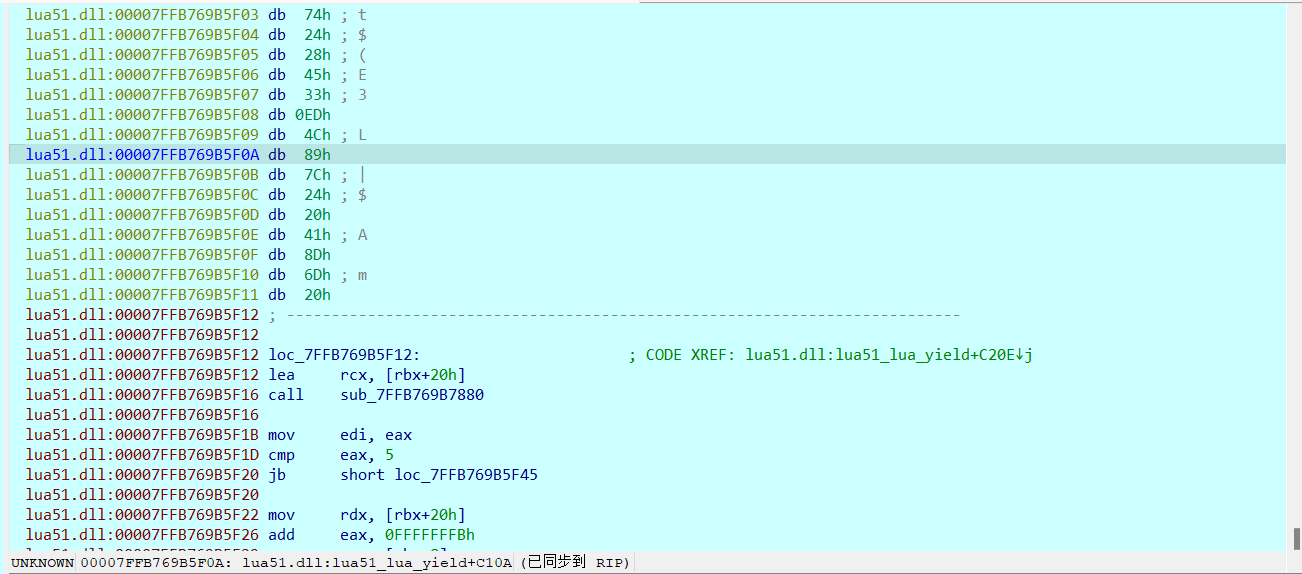 lua51.dll:00007FFB769B5F03 db 74h ; t
lua51.dll:00007FFB769B5F04 db 24h ; $
lua51.dll:00007FFB769B5F05 db 28h ; (
lua51.dll:00007FFB769B5F06 db 45h ; E
lua51.dll:00007FFB769B5F07 db 33h ; 3
lua51.dll:00007FFB769B5F08 db 0EDh
lua51.dll:00007FFB769B5F09 db 4Ch ; L
lua51.dll:00007FFB769B5F0A db 89h
lua51.dll:00007FFB769B5F0B db 7Ch ; |
lua51.dll:00007FFB769B5F0C db 24h ; $
lua51.dll:00007FFB769B5F0D db 20h
lua51.dll:00007FFB769B5F0E db 41h ; A
lua51.dll:00007FFB769B5F0F db 8Dh
lua51.dll:00007FFB769B5F10 db 6Dh ; m
lua51.dll:00007FFB769B5F11 db 20h
lua51.dll:00007FFB769B5F12 ; ---------------------------------------------------------------------------
lua51.dll:00007FFB769B5F12
lua51.dll:00007FFB769B5F12 loc_7FFB769B5F12: ; CODE XREF: lua51.dll:lua51_lua_yield+C20E↓j
lua51.dll:00007FFB769B5F12 lea rcx, [rbx+20h]
lua51.dll:00007FFB769B5F16 call sub_7FFB769B7880
lua51.dll:00007FFB769B5F16
lua51.dll:00007FFB769B5F1B mov edi, eax
lua51.dll:00007FFB769B5F1D cmp eax, 5
lua51.dll:00007FFB769B5F20 jb short loc_7FFB769B5F45
lua51.dll:00007FFB769B5F20
lua51.dll:00007FFB769B5F22 mov rdx, [rbx+20h]
lua51.dll:00007FFB769B5F26 add eax, 0FFFFFFFBh
UNKNOWN 00007FFB769B5F0A: lua51.dll:lua51_lua_yield+C10A (已同步到 RIP)